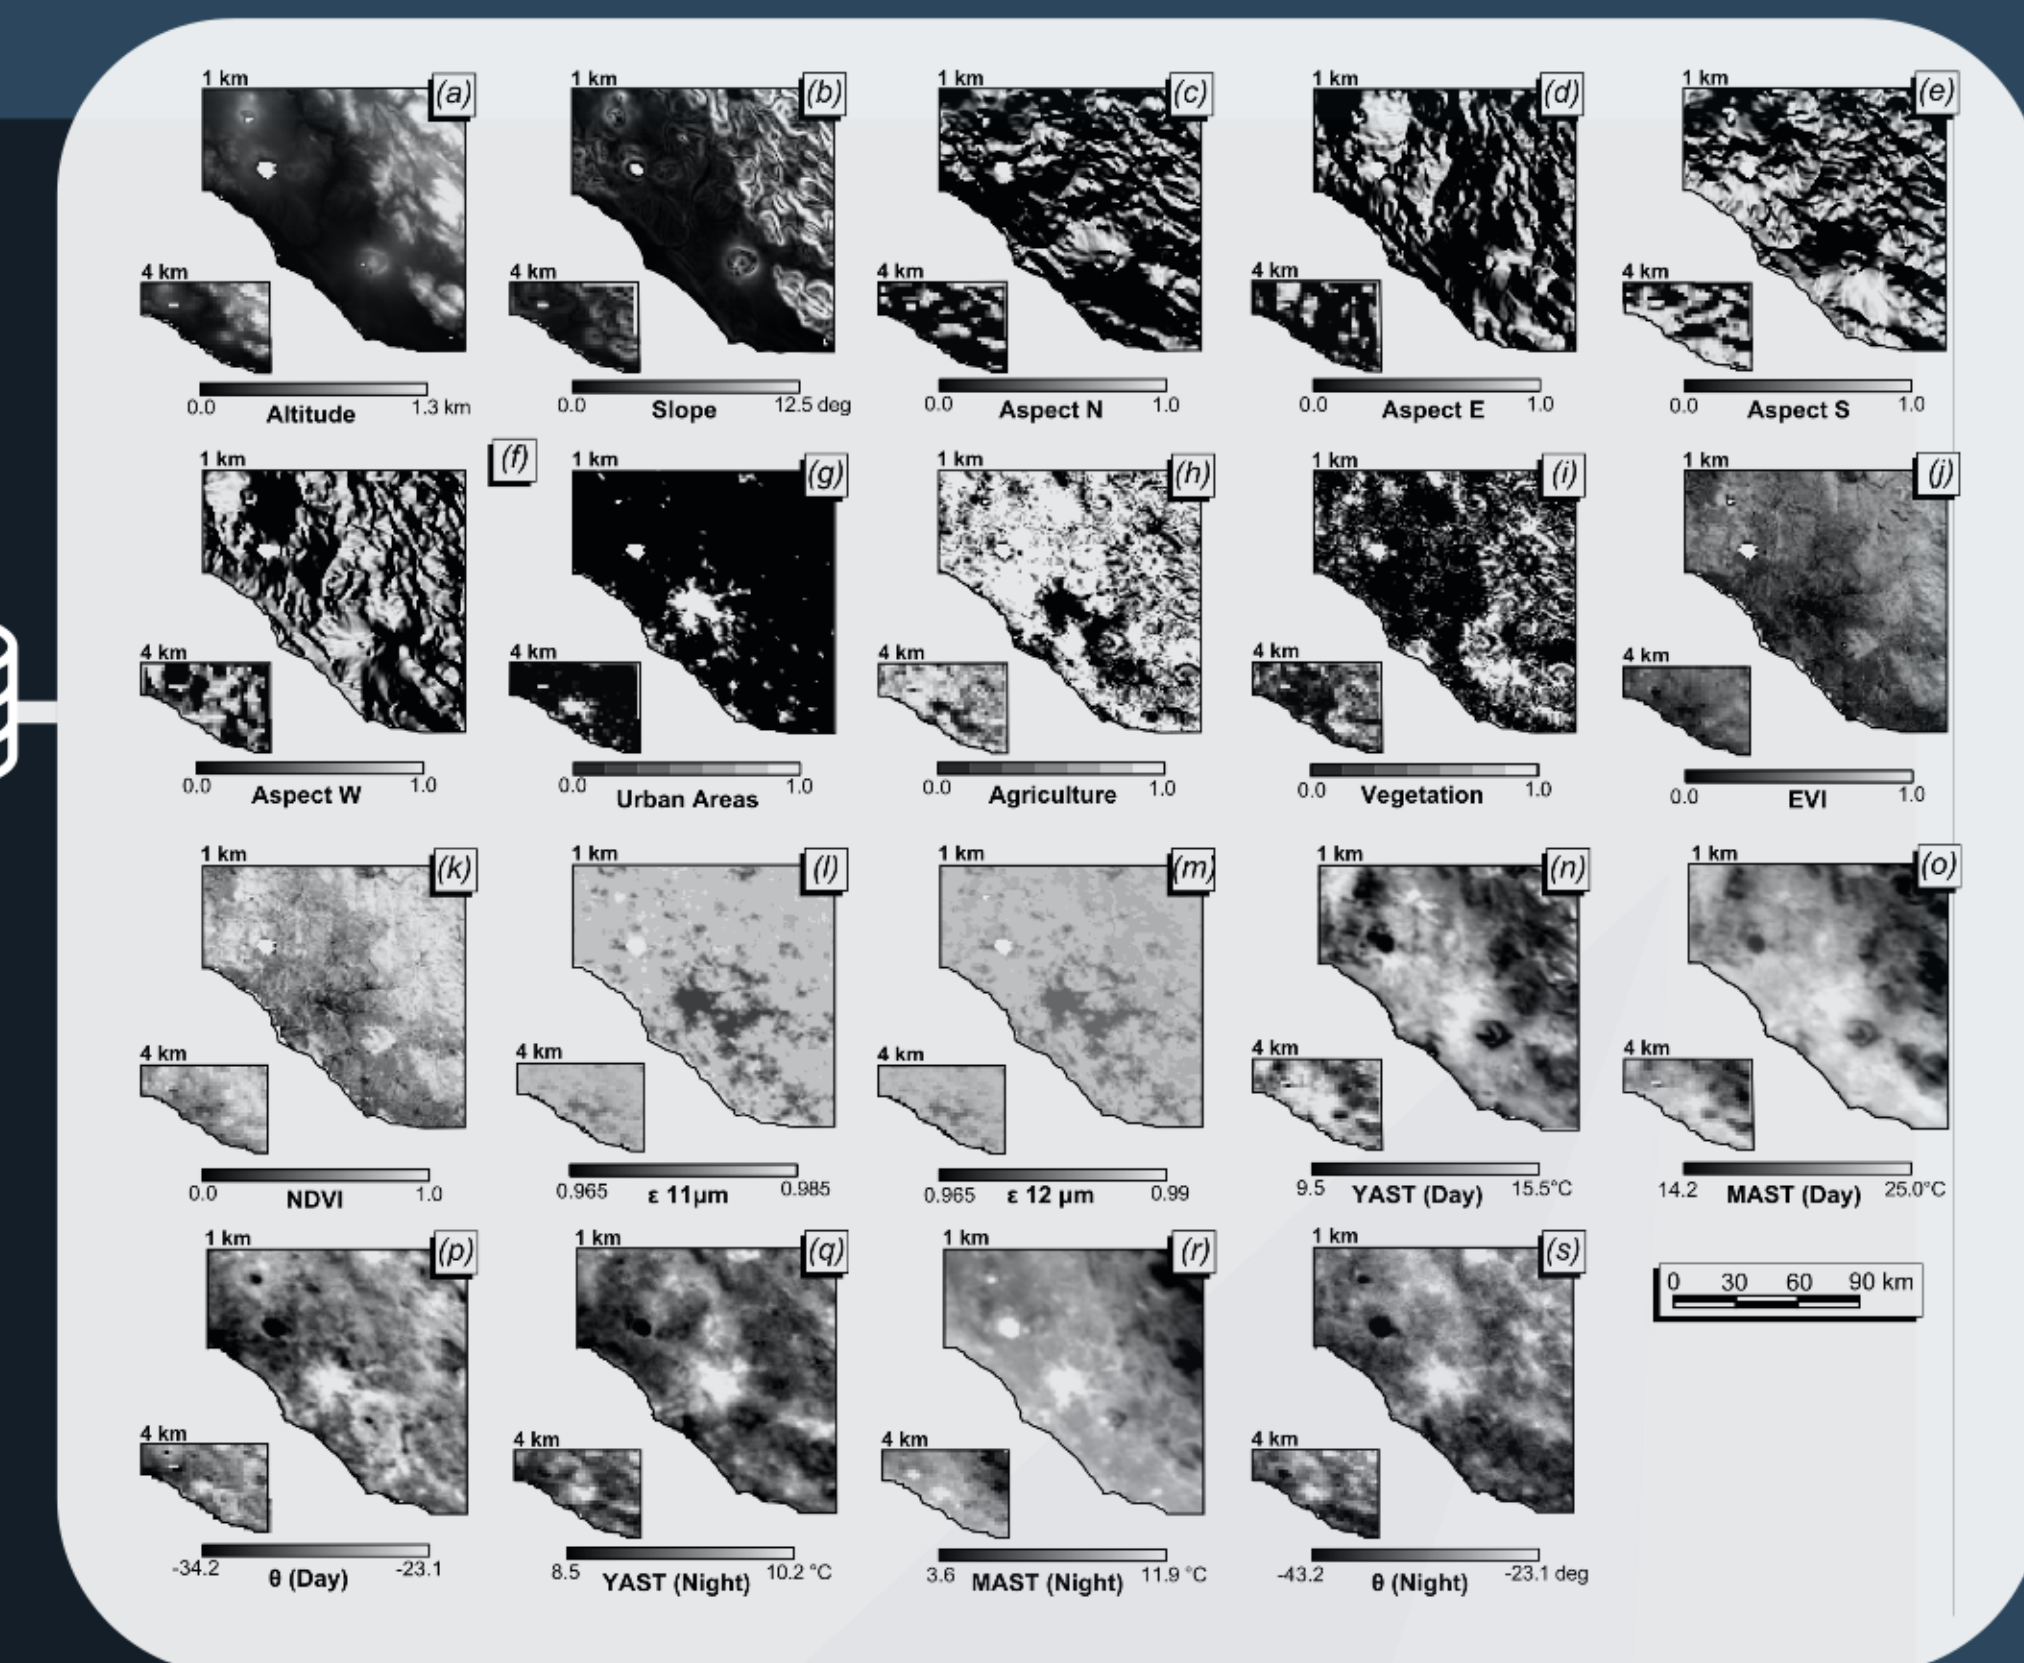 1 km (a)
4 km
0.0 Altitude 1.3 km
1 km (b)
4 km
0.0 Slope 12.5 deg
1 km (c)
4 km
0.0 Aspect N 1.0
1 km (d)
4 km
0.0 Aspect E 1.0
1 km (e)
4 km
0.0 Aspect S 1.0
1 km (f)
4 km
0.0 Aspect W 1.0
1 km (g)
4 km
0.0 Urban Areas 1.0
1 km (h)
4 km
0.0 Agriculture 1.0
1 km (i)
4 km
0.0 Vegetation 1.0
1 km (j)
4 km
0.0 EVI 1.0
1 km (k)
4 km
0.0 NDVI 1.0
1 km (l)
4 km
0.965 ε 11μm 0.985
1 km (m)
4 km
0.965 ε 12 μm 0.99
1 km (n)
4 km
9.5 YAST (Day) 15.5°C
1 km (o)
4 km
14.2 MAST (Day) 25.0°C
1 km (p)
4 km
-34.2 θ (Day) -23.1
1 km (q)
4 km
8.5 YAST (Night) 10.2 °C
1 km (r)
4 km
3.6 MAST (Night) 11.9 °C
1 km (s)
4 km
-43.2 θ (Night) -23.1 deg
0 30 60 90 km